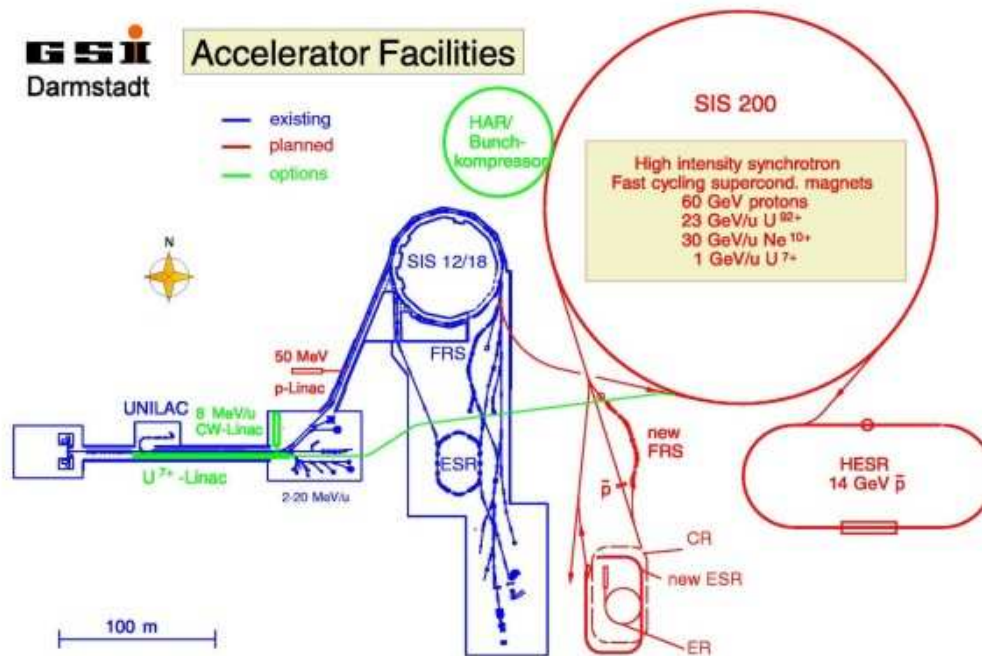 GSI
Darmstadt
Accelerator Facilities
existing
planned
options
N
HAR/
Bunch-
kompressor
SIS 200
High intensity synchrotron
Fast cycling supercond. magnets
60 GeV protons
23 GeV/u U 92+
30 GeV/u Ne 10+
1 GeV/u U 7+
SIS 12/18
FRS
50 MeV
p-Linac
UNILAC
8 MeV/u
CW-Linac
U 7+ -Linac
2-20 MeV/u
ESR
new
FRS
p̄
HESR
14 GeV p̄
CR
new ESR
ER
100 m